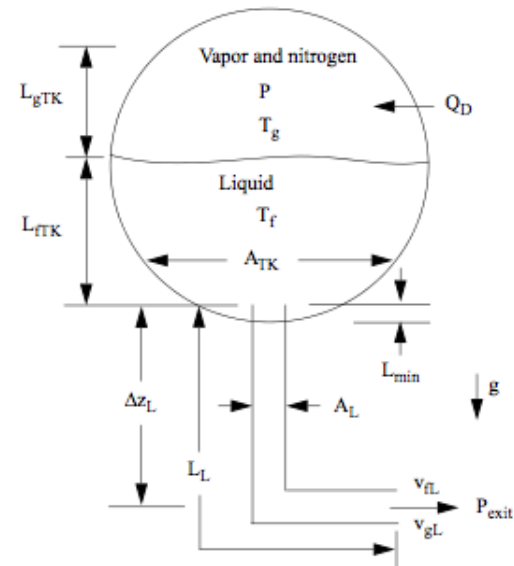 Vapor and nitrogen
P
T_g
Q_D
L_gTK
Liquid
T_f
L_fTK
A_TK
L_min
g
Δz_L
A_L
L_L
v_fL
P_exit
v_gL